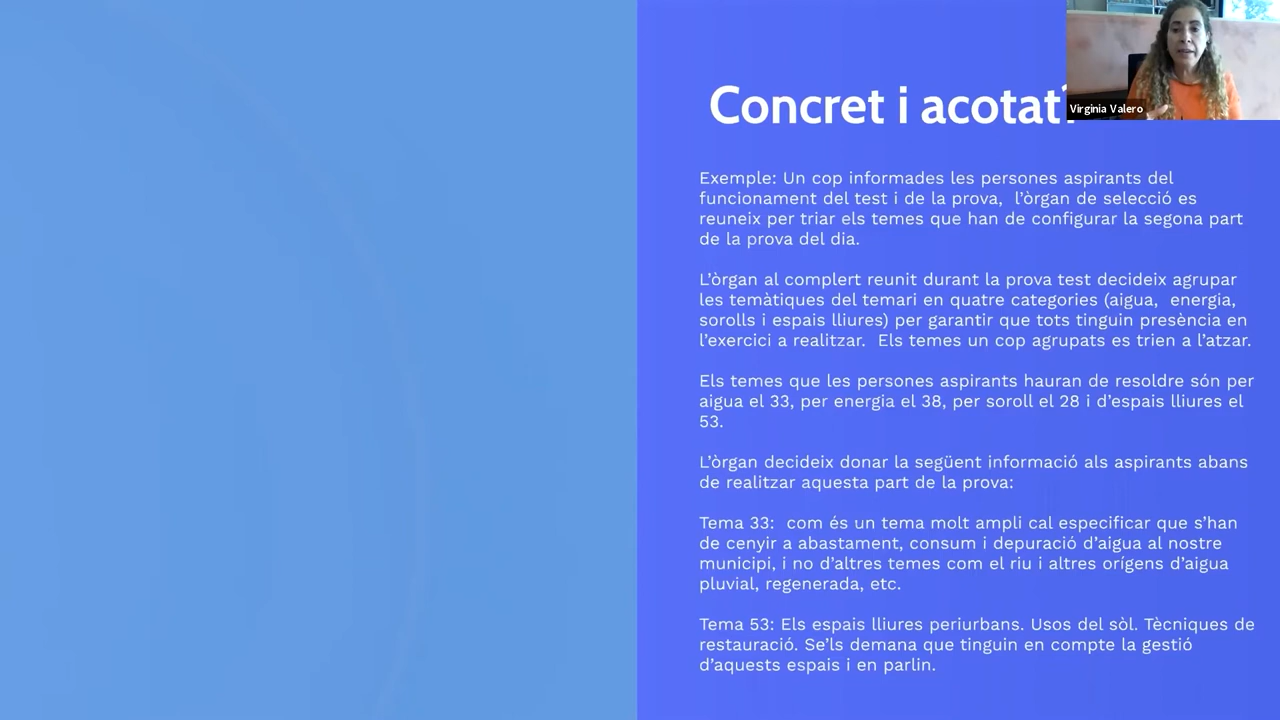 Concret i acotat?
Virginia Valero
Exemple: Un cop informades les persones aspirants del
funcionament del test i de la prova, l'òrgan de selecció es
reuneix per triar els temes que han de configurar la segona part
de la prova del dia.
L'òrgan al complert reunit durant la prova test decideix agrupar
les temàtiques del temari en quatre categories (aigua, energia,
sorolls i espais lliures) per garantir que tots tinguin presència en
l'exercici a realitzar. Els temes un cop agrupats es trien a l'atzar.
Els temes que les persones aspirants hauran de resoldre són per
aigua el 33, per energia el 38, per soroll el 28 i d'espais lliures el
53.
L'òrgan decideix donar la següent informació als aspirants abans
de realitzar aquesta part de la prova:
Tema 33: com és un tema molt ampli cal especificar que s'han
de cenyir a abastament, consum i depuració d'aigua al nostre
municipi, i no d'altres temes com el riu i altres orígens d'aigua
pluvial, regenerada, etc.
Tema 53: Els espais lliures periurbans. Usos del sòl. Tècniques de
restauració. Se'ls demana que tinguin en compte la gestió
d'aquests espais i en parlin.